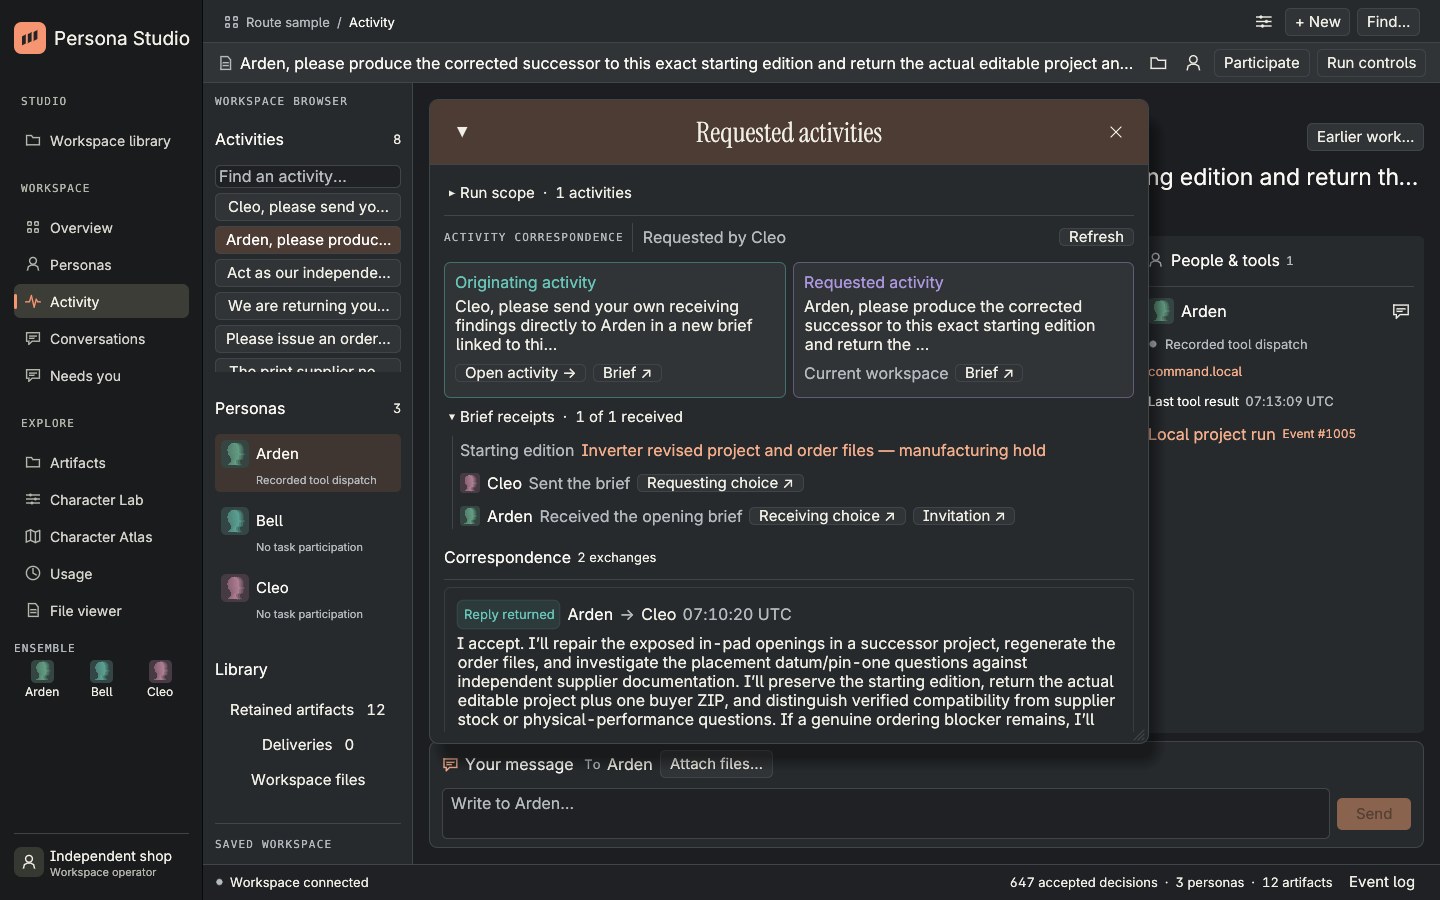 Persona Studio
STUDIO
Workspace library
WORKSPACE
Overview
Personas
Activity
Conversations
Needs you
EXPLORE
Artifacts
Character Lab
Character Atlas
Usage
File viewer
ENSEMBLE
Arden
Bell
Cleo
Independent shop
Workspace operator
Route sample / Activity
+ New
Find...
Arden, please produce the corrected successor to this exact starting edition and return the actual editable project an...
Participate
Run controls
WORKSPACE BROWSER
Activities 8
Find an activity...
Cleo, please send yo...
Arden, please produc...
Act as our independe...
We are returning you...
Please issue an order...
The print supplier ne...
Personas 3
Arden
Recorded tool dispatch
Bell
No task participation
Cleo
No task participation
Library
Retained artifacts 12
Deliveries 0
Workspace files
SAVED WORKSPACE
▼ Requested activities ×
▸ Run scope · 1 activities
ACTIVITY CORRESPONDENCE Requested by Cleo Refresh
Originating activity
Cleo, please send your own receiving
findings directly to Arden in a new brief
linked to thi...
Open activity → Brief ↗
Requested activity
Arden, please produce the corrected
successor to this exact starting edition
and return the ...
Current workspace Brief ↗
▾ Brief receipts · 1 of 1 received
Starting edition Inverter revised project and order files — manufacturing hold
Cleo Sent the brief Requesting choice ↗
Arden Received the opening brief Receiving choice ↗ Invitation ↗
Correspondence 2 exchanges
Reply returned Arden → Cleo 07:10:20 UTC
I accept. I'll repair the exposed in-pad openings in a successor project, regenerate the
order files, and investigate the placement datum/pin-one questions against
independent supplier documentation. I'll preserve the starting edition, return the actual
editable project plus one buyer ZIP, and distinguish verified compatibility from supplier
stock or physical-performance questions. If a genuine ordering blocker remains, I'll
Earlier work...
ng edition and return th...
People & tools 1
Arden
Recorded tool dispatch
command.local
Last tool result 07:13:09 UTC
Local project run Event #1005
Your message To Arden Attach files...
Write to Arden...
Send
Workspace connected
647 accepted decisions · 3 personas · 12 artifacts Event log